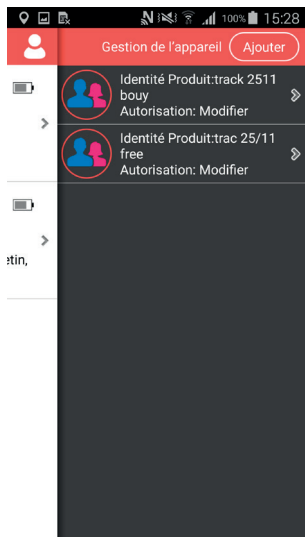 100% 15:28
Gestion de l'appareil Ajouter
Identité Produit:track 2511
bouy
Autorisation: Modifier
Identité Produit:trac 25/11
free
Autorisation: Modifier
etin,